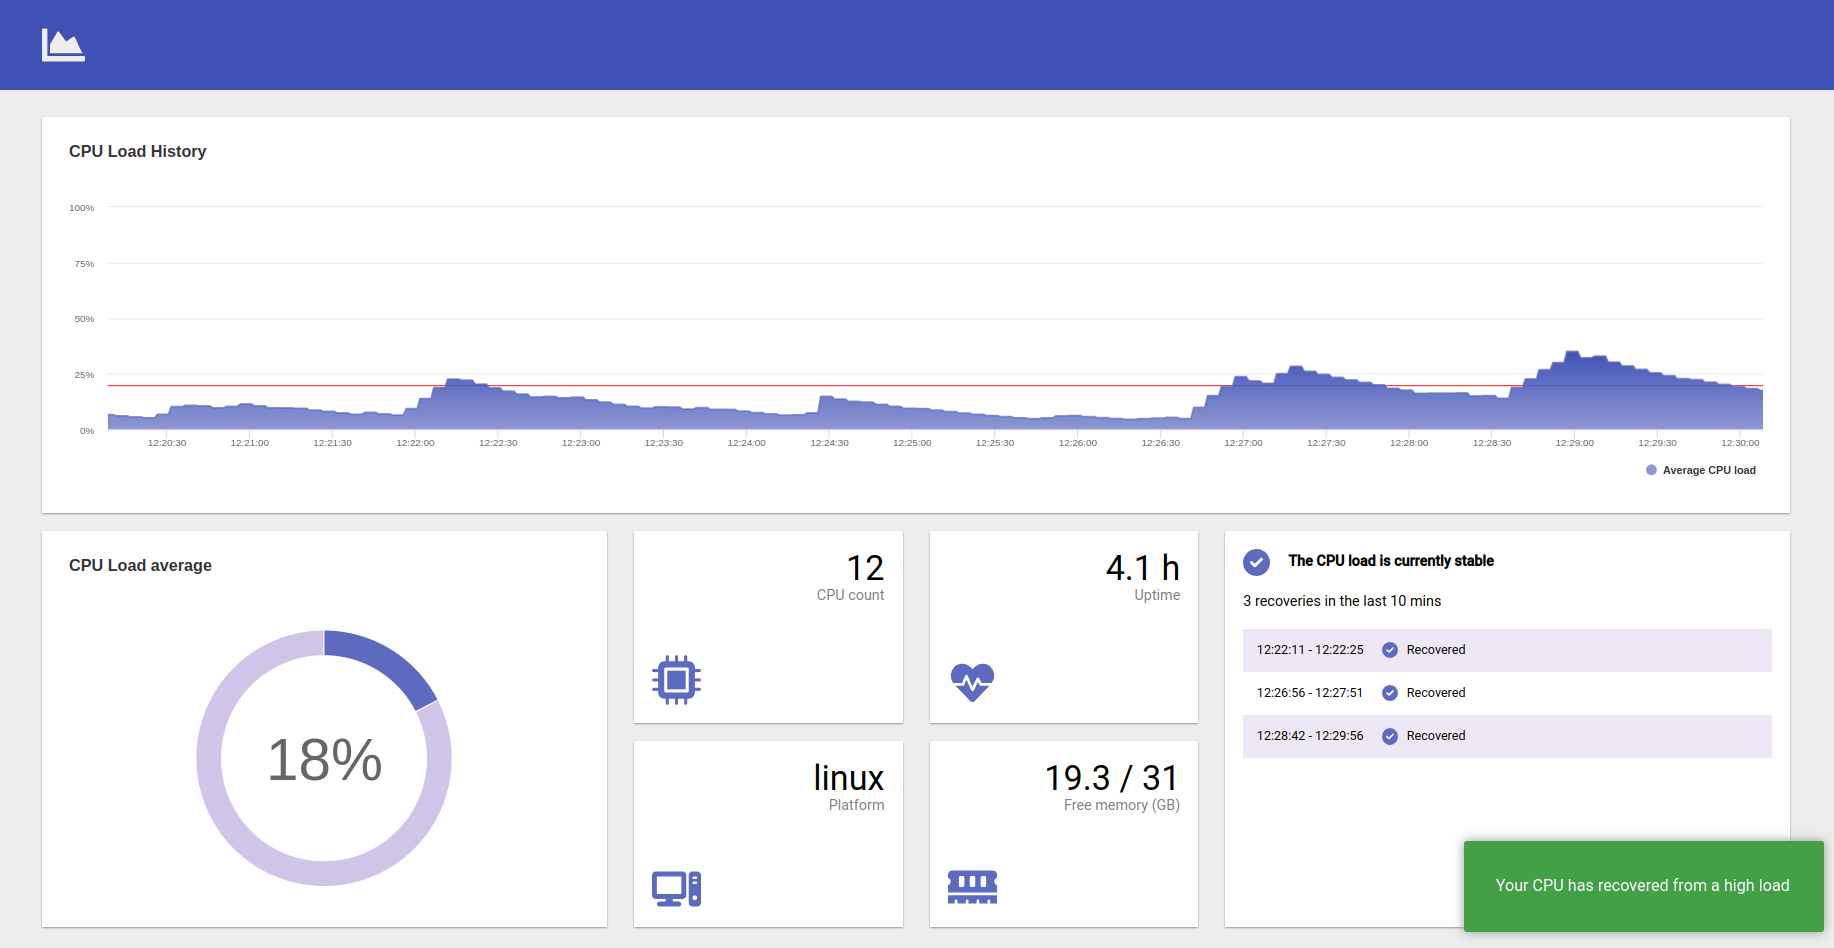 CPU Load History
100%
75%
50%
25%
0%
12:20:30 12:21:00 12:21:30 12:22:00 12:22:30 12:23:00 12:23:30 12:24:00 12:24:30 12:25:00 12:25:30 12:26:00 12:26:30 12:27:00 12:27:30 12:28:00 12:28:30 12:29:00 12:29:30 12:30:00
Average CPU load
CPU Load average
18%
12
CPU count
4.1 h
Uptime
linux
Platform
19.3 / 31
Free memory (GB)
The CPU load is currently stable
3 recoveries in the last 10 mins
12:22:11 - 12:22:25 Recovered
12:26:56 - 12:27:51 Recovered
12:28:42 - 12:29:56 Recovered
Your CPU has recovered from a high load